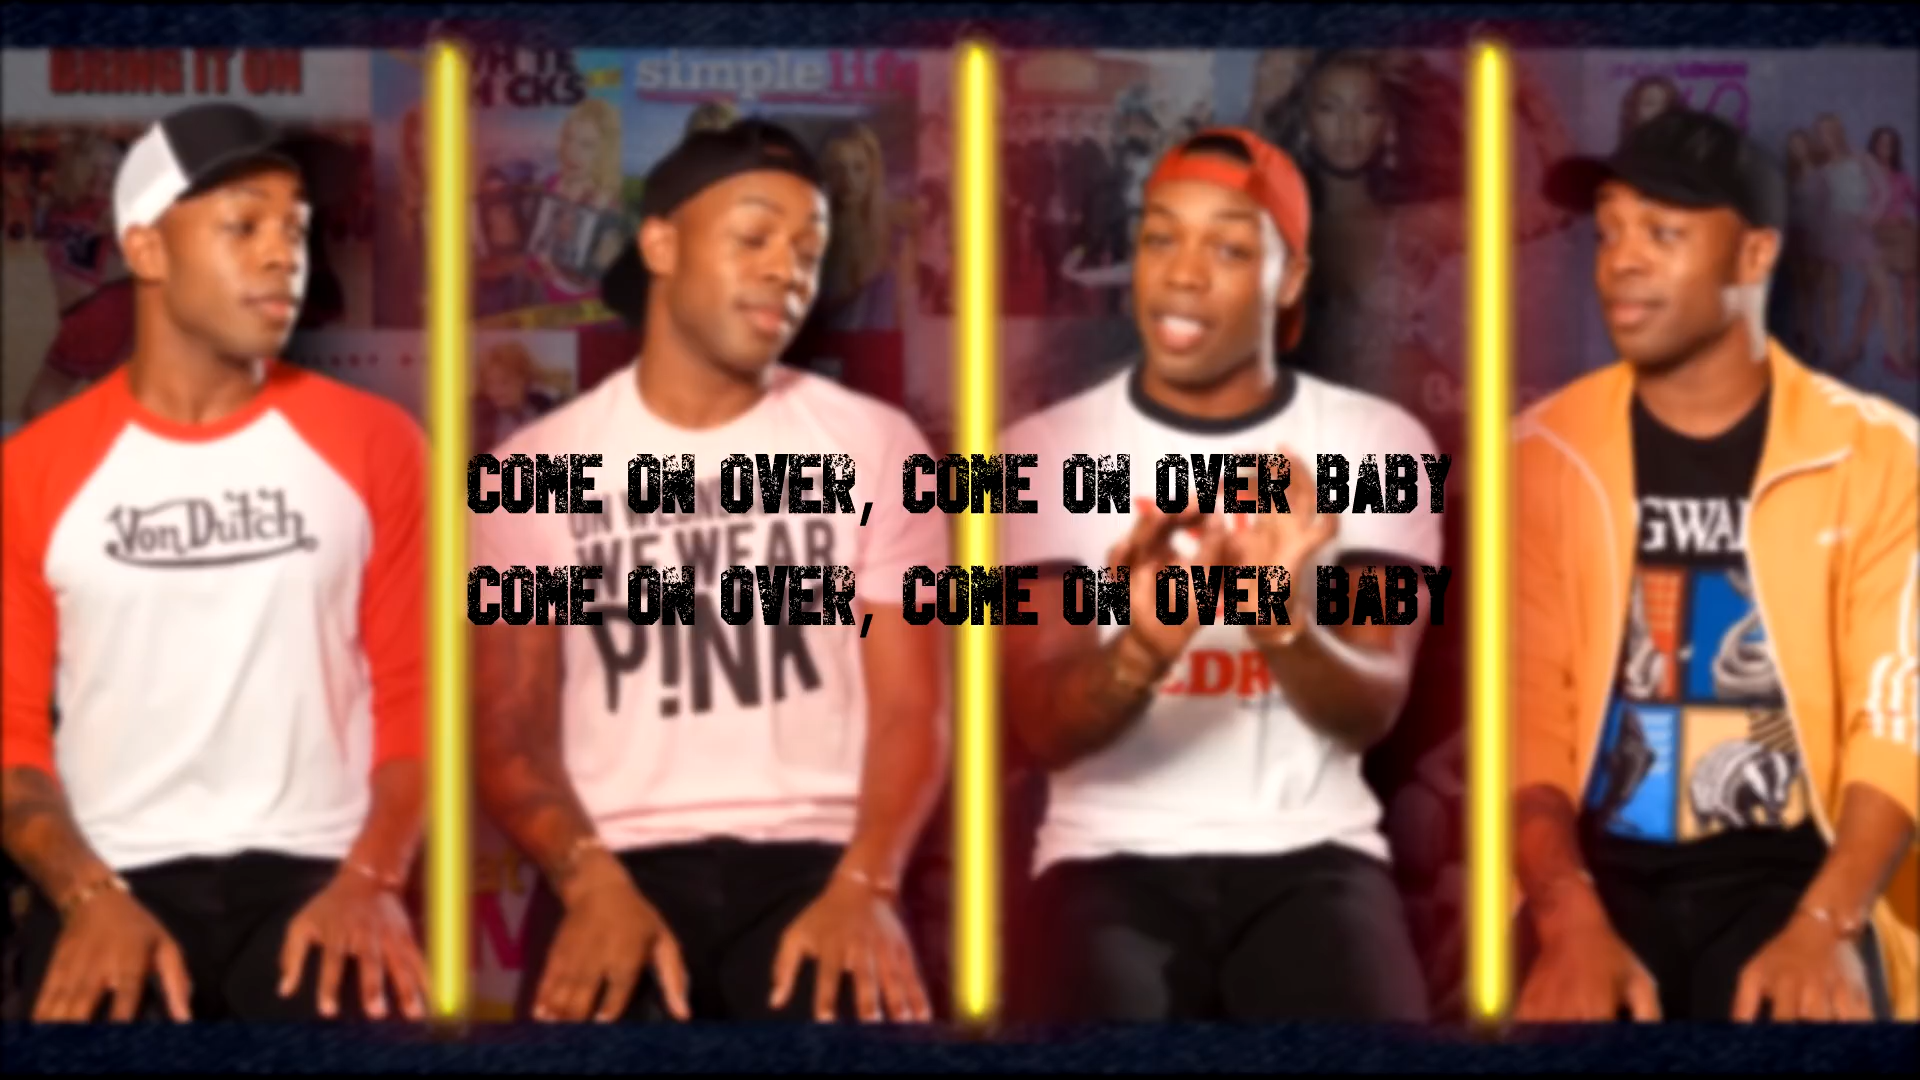 BRING IT ON
simple life
Von Dutch
COME ON OVER, COME ON OVER BABY
WE WEAR
COME ON OVER, COME ON OVER BABY
P!NK